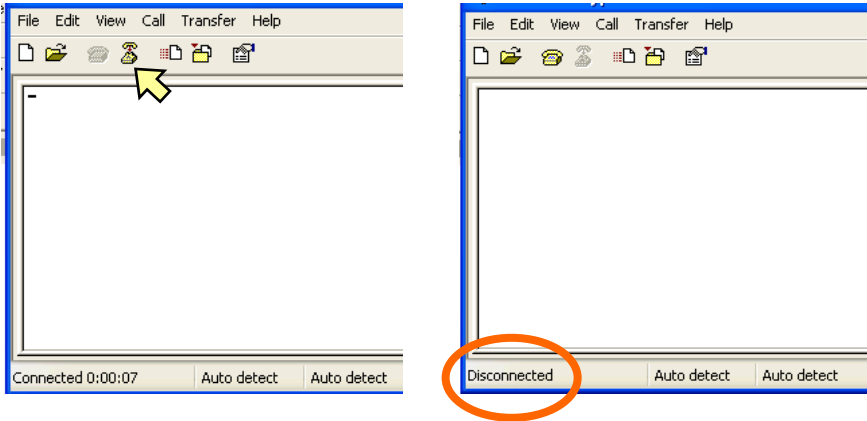 File Edit View Call Transfer Help
Connected 0:00:07 Auto detect Auto detect
File Edit View Call Transfer Help
Disconnected Auto detect Auto detect